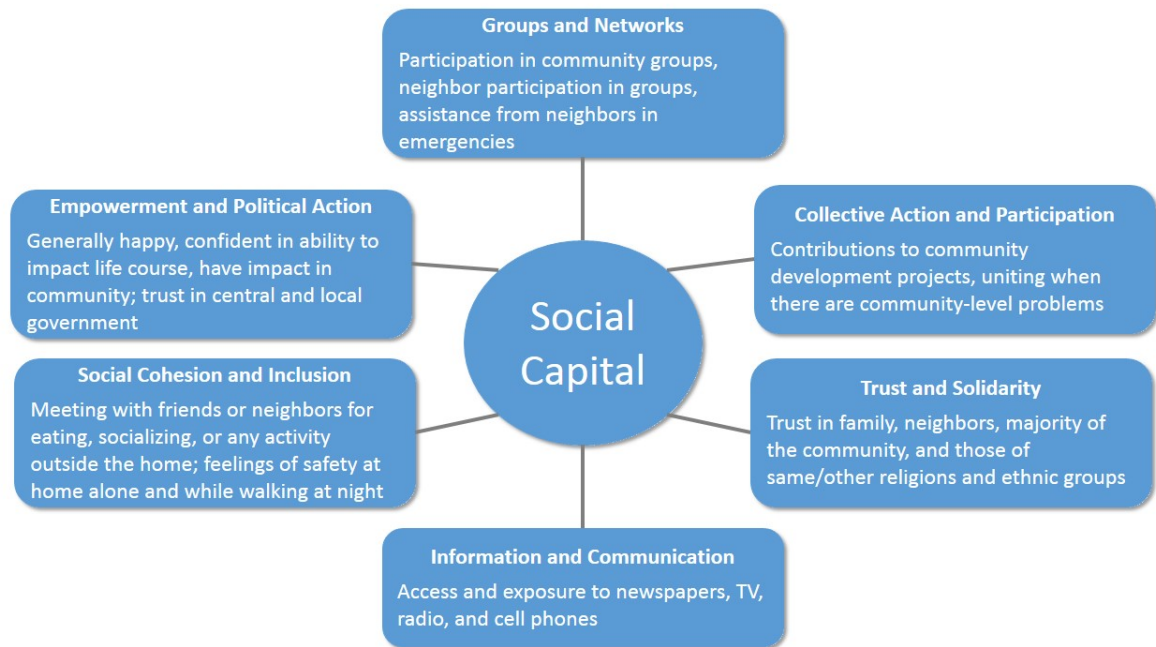 Groups and Networks
Participation in community groups,
neighbor participation in groups,
assistance from neighbors in
emergencies
Empowerment and Political Action
Generally happy, confident in ability to
impact life course, have impact in
community; trust in central and local
government
Collective Action and Participation
Contributions to community
development projects, uniting when
there are community-level problems
Social
Capital
Social Cohesion and Inclusion
Meeting with friends or neighbors for
eating, socializing, or any activity
outside the home; feelings of safety at
home alone and while walking at night
Trust and Solidarity
Trust in family, neighbors, majority of
the community, and those of
same/other religions and ethnic groups
Information and Communication
Access and exposure to newspapers, TV,
radio, and cell phones